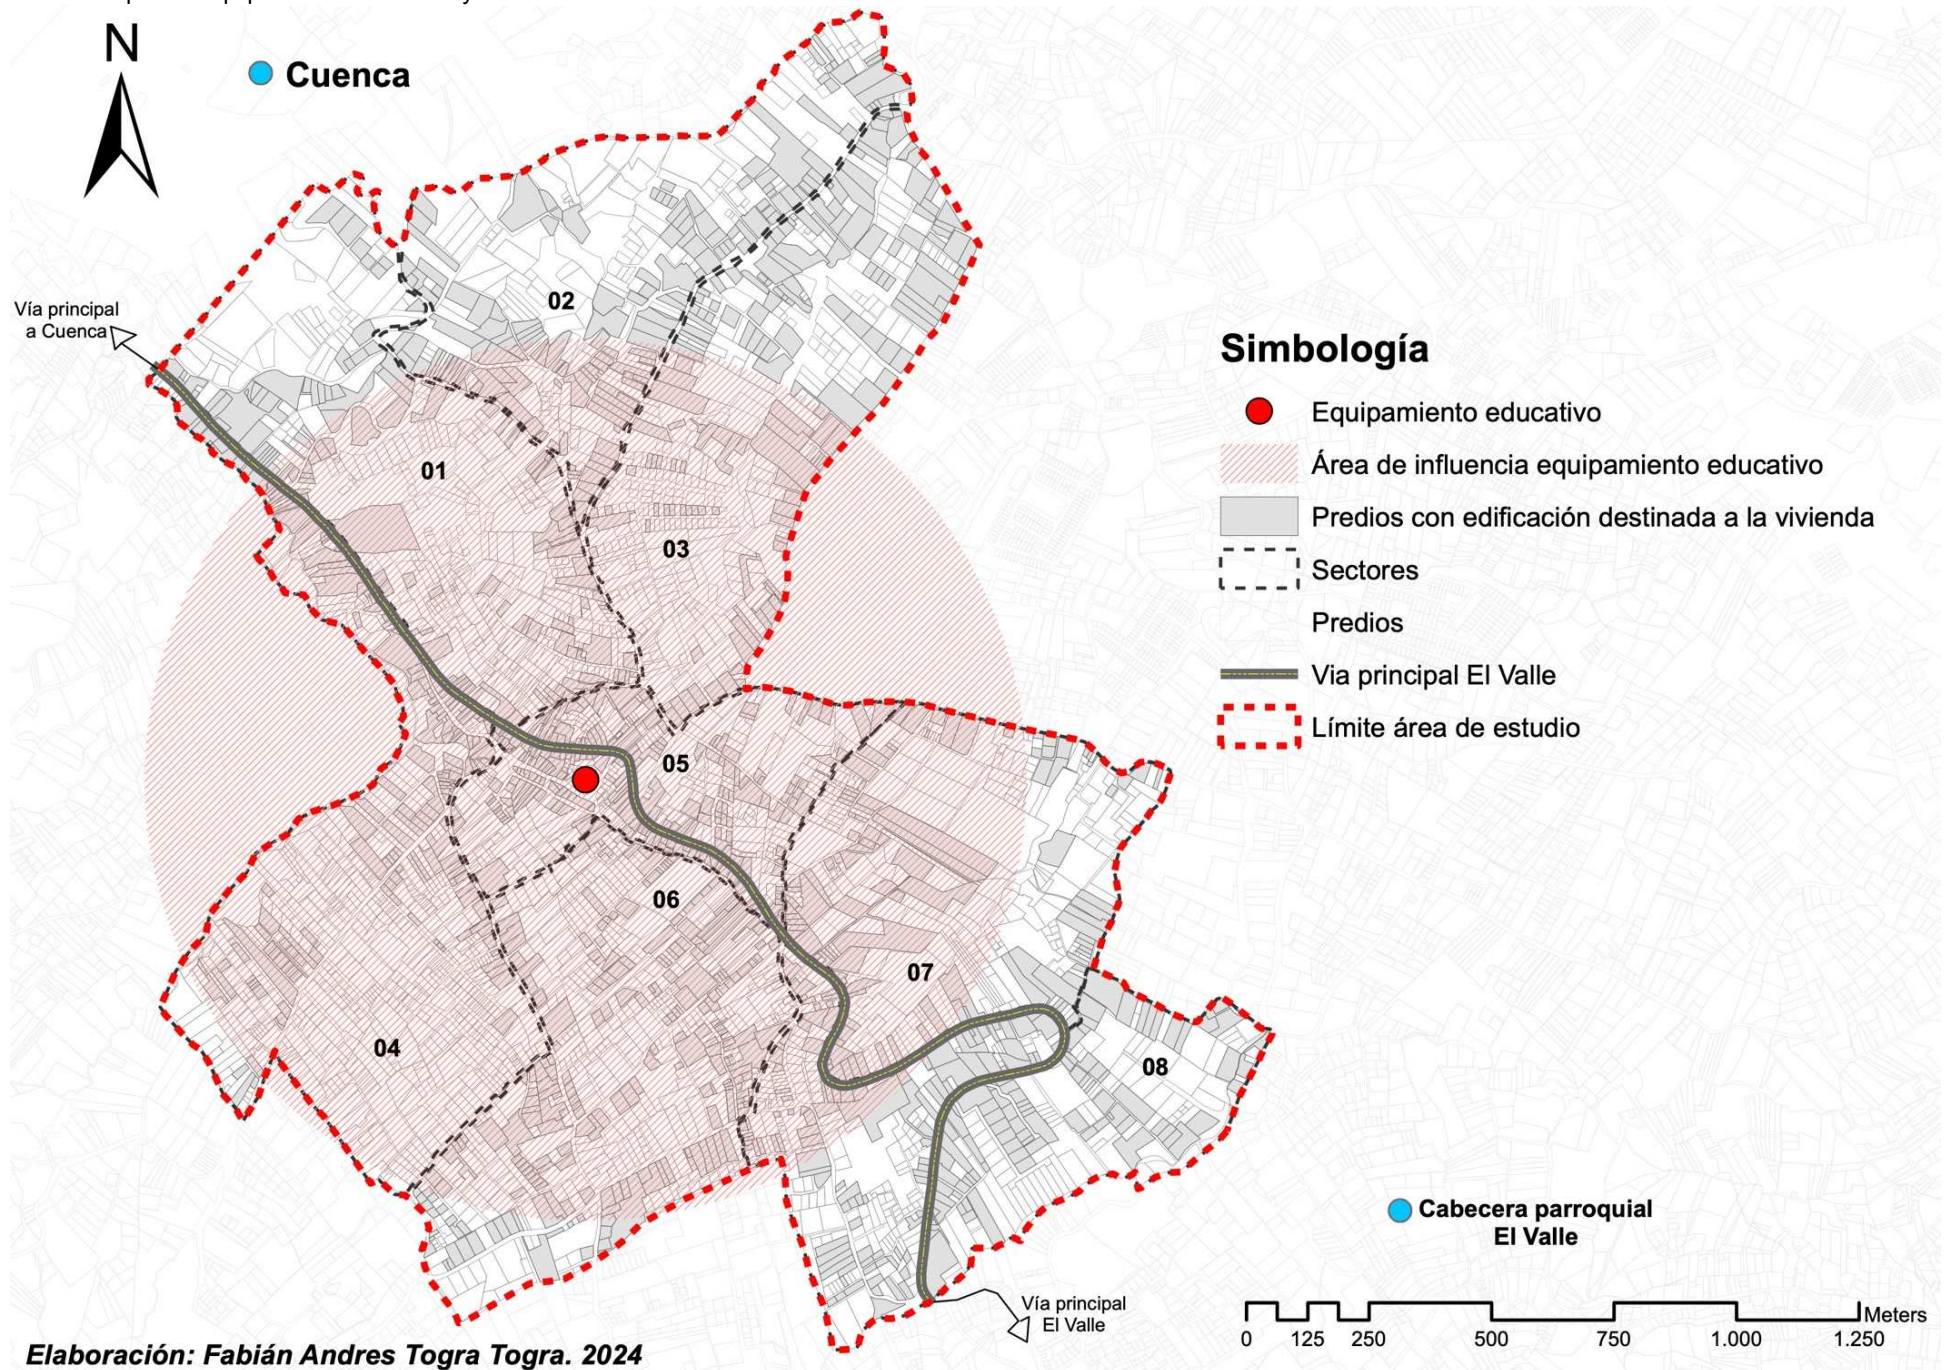 N
Cuenca
Vía principal
a Cuenca
02
01
03
05
06
07
04
08
Simbología
Equipamiento educativo
Área de influencia equipamiento educativo
Predios con edificación destinada a la vivienda
Sectores
Predios
Via principal El Valle
Límite área de estudio
Cabecera parroquial
El Valle
Vía principal
El Valle
Meters
0 125 250 500 750 1.000 1.250
Elaboración: Fabián Andres Togra Togra. 2024